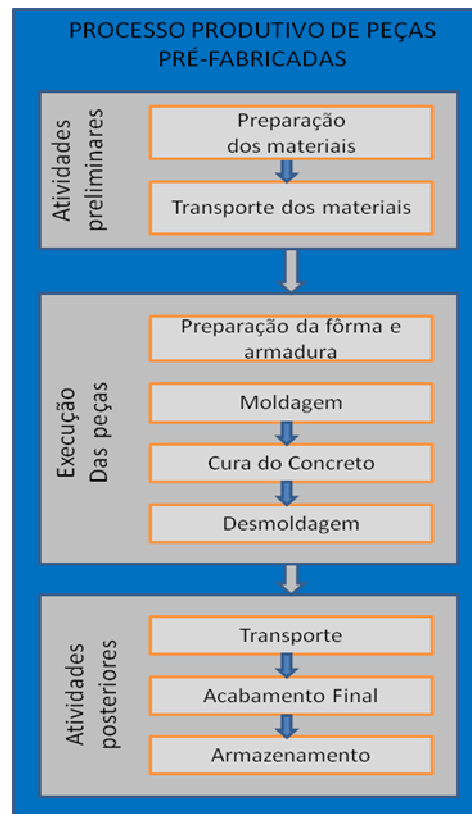 PROCESSO PRODUTIVO DE PEÇAS
PRÉ-FABRICADAS
Atividades
preliminares
Preparação
dos materiais
Transporte dos materiais
Execução
Das peças
Preparação da fôrma e
armadura
Moldagem
Cura do Concreto
Desmoldagem
Atividades
posteriores
Transporte
Acabamento Final
Armazenamento